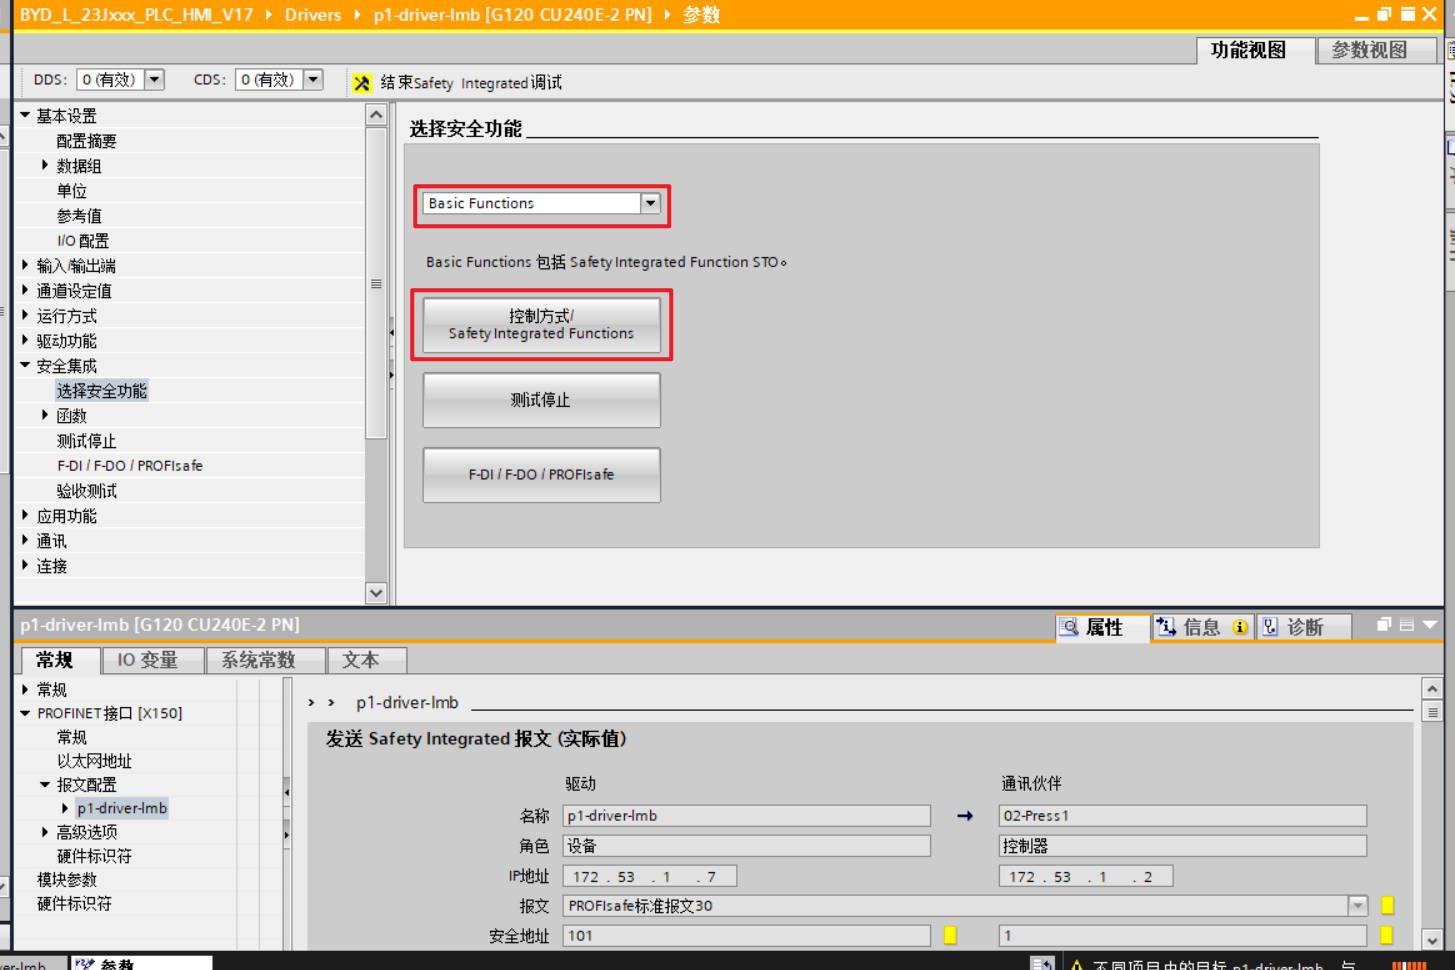 BYD_L_23Jxxx_PLC_HMI_V17 ▸ Drivers ▸ p1-driver-lmb [G120 CU240E-2 PN] ▸ 参数
功能视图
参数视图
DDS: 0 (有效)
CDS: 0 (有效)
结束Safety Integrated调试
基本设置
配置摘要
数据组
单位
参考值
I/O 配置
输入/输出端
通道设定值
运行方式
驱动功能
安全集成
选择安全功能
函数
测试停止
F-DI / F-DO / PROFIsafe
验收测试
应用功能
通讯
连接
选择安全功能
Basic Functions
Basic Functions 包括 Safety Integrated Function STO。
控制方式/
Safety Integrated Functions
测试停止
F-DI / F-DO / PROFIsafe
p1-driver-lmb [G120 CU240E-2 PN]
属性
信息
诊断
常规
IO 变量
系统常数
文本
常规
PROFINET接口 [X150]
常规
以太网地址
报文配置
p1-driver-lmb
高级选项
硬件标识符
模块参数
硬件标识符
> > p1-driver-lmb
发送 Safety Integrated 报文 (实际值)
驱动
通讯伙伴
名称 p1-driver-lmb → 02-Press1
角色 设备 控制器
IP地址 172 . 53 . 1 . 7 172 . 53 . 1 . 2
报文 PROFIsafe标准报文30
安全地址 101 1
ver-lmb
参数
不同项目中的目标 p1-driver-lmb 与